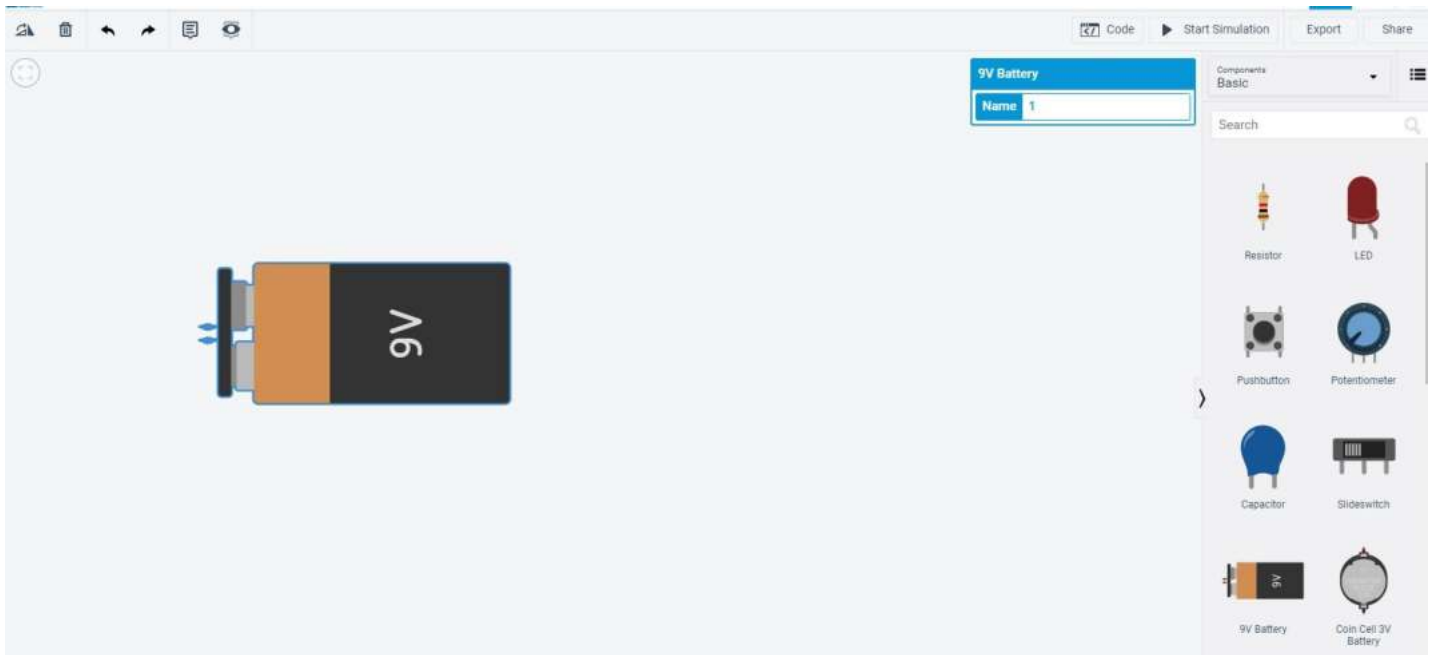 Code
Start Simulation
Export
Share
9V Battery
Name 1
Components
Basic
Search
9V
Resistor
LED
Pushbutton
Potentiometer
Capacitor
Slideswitch
9V
9V Battery
Coin Cell 3V
Battery